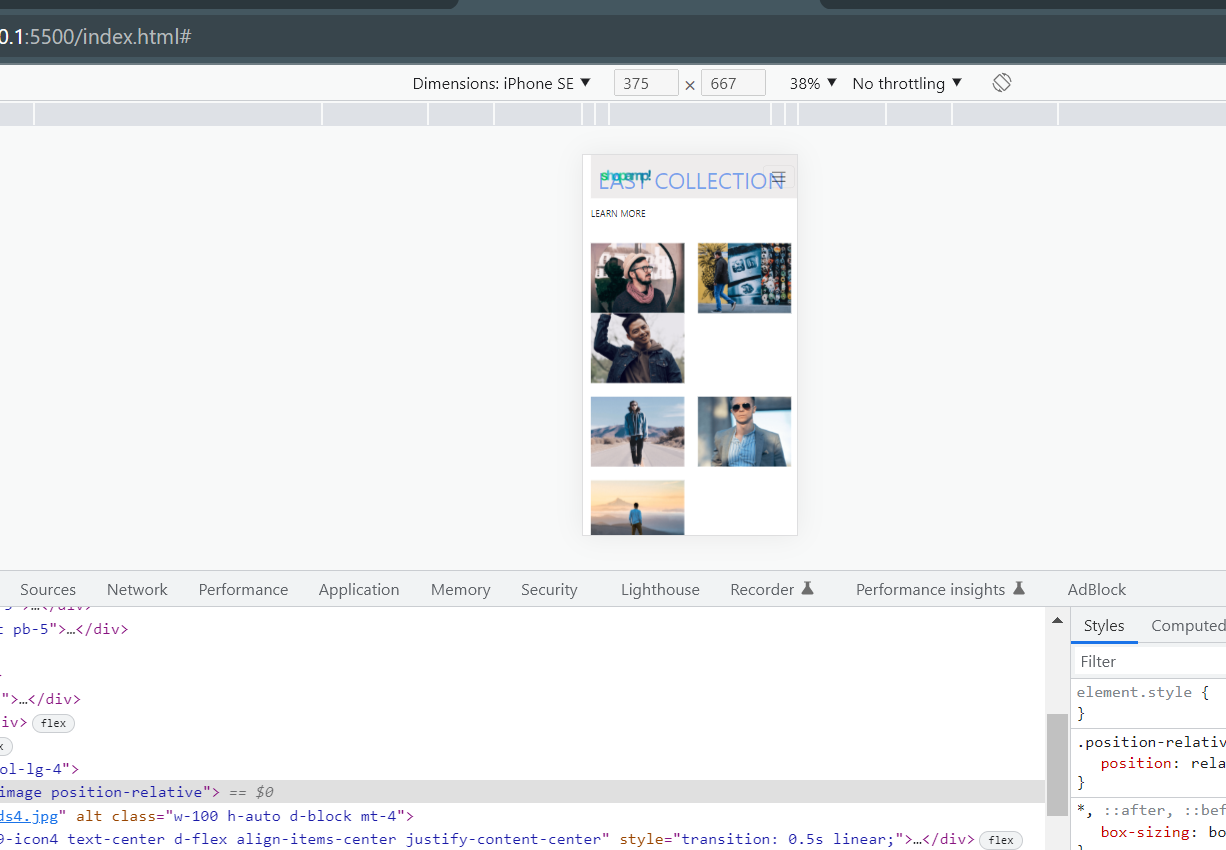 0.1:5500/index.html#
Dimensions: iPhone SE ▼ 375 × 667 38% ▼ No throttling ▼
shopamp!
LAST COLLECTION
LEARN MORE
Sources Network Performance Application Memory Security Lighthouse Recorder Performance insights AdBlock
5">…</div>
t pb-5">…</div>
">…</div>
iv> flex
x
ol-lg-4">
image position-relative"> == $0
ds4.jpg" alt class="w-100 h-auto d-block mt-4">
9-icon4 text-center d-flex align-items-center justify-content-center" style="transition: 0.5s linear;">…</div> flex
Styles Computed
Filter
element.style {
}
.position-relativ
position: rela
}
*, ::after, ::bef
box-sizing: bo